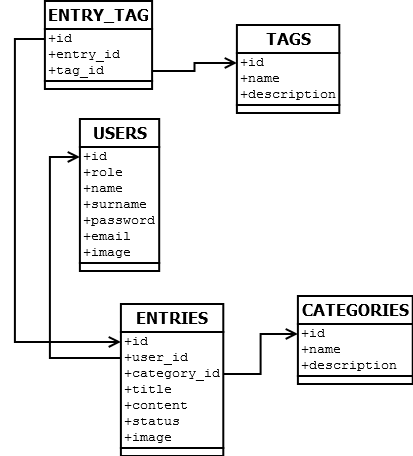 ENTRY_TAG
+id
+entry_id
+tag_id
TAGS
+id
+name
+description
USERS
+id
+role
+name
+surname
+password
+email
+image
ENTRIES
+id
+user_id
+category_id
+title
+content
+status
+image
CATEGORIES
+id
+name
+description